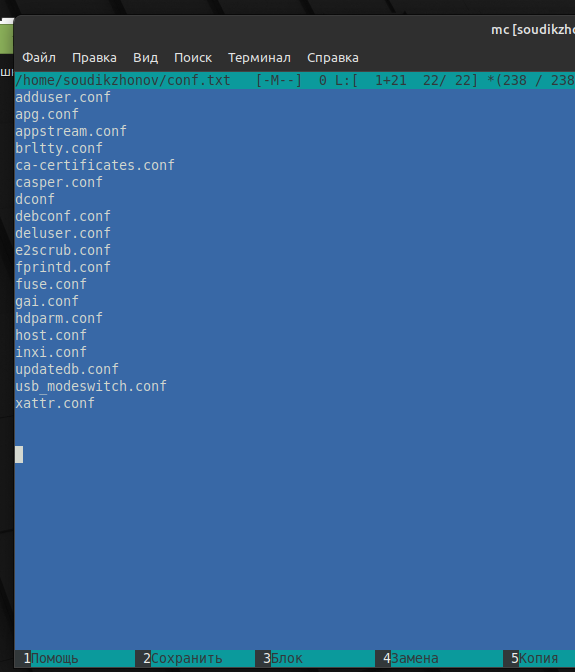 mc [soudikzho
Файл Правка Вид Поиск Терминал Справка
/home/soudikzhonov/conf.txt [-M--] 0 L:[ 1+21 22/ 22] *(238 / 238
adduser.conf
apg.conf
appstream.conf
brltty.conf
ca-certificates.conf
casper.conf
dconf
debconf.conf
deluser.conf
e2scrub.conf
fprintd.conf
fuse.conf
gai.conf
hdparm.conf
host.conf
inxi.conf
updatedb.conf
usb_modeswitch.conf
xattr.conf
1Помощь 2Сохранить 3Блок 4Замена 5Копия